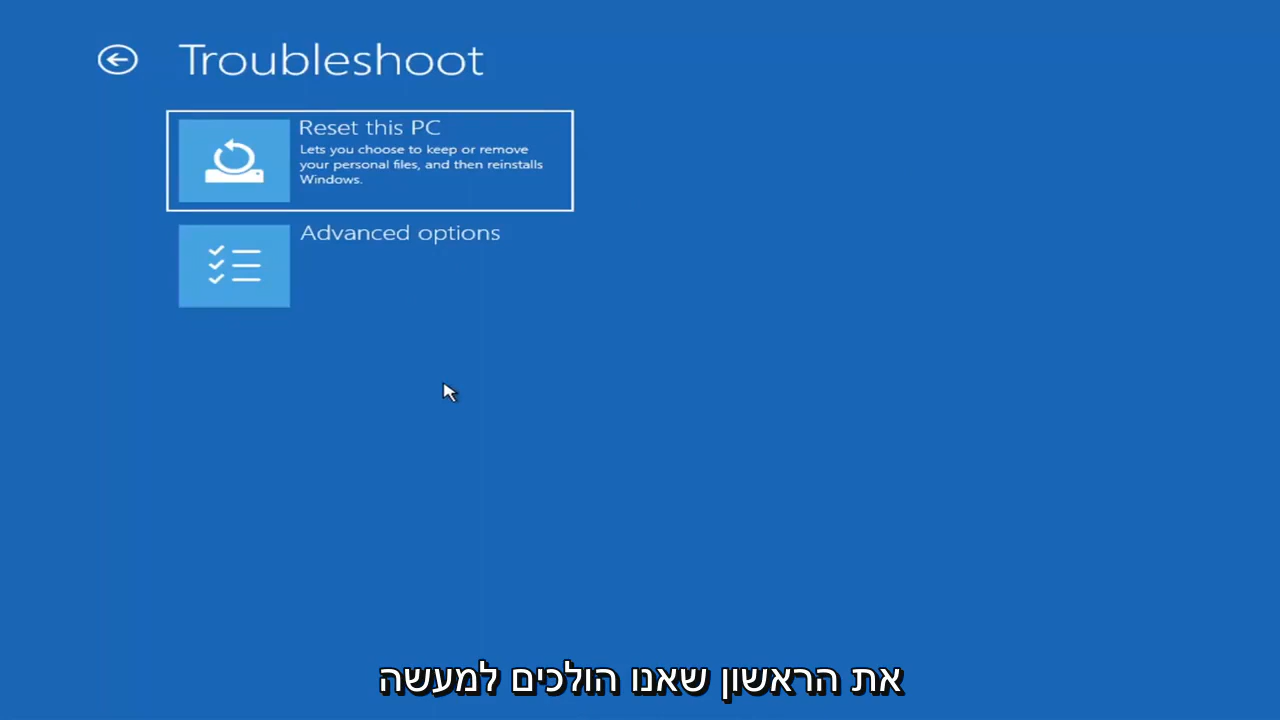 Troubleshoot
Reset this PC
Lets you choose to keep or remove
your personal files, and then reinstalls
Windows.
Advanced options
את הראשון שאנו הולכים למעשה